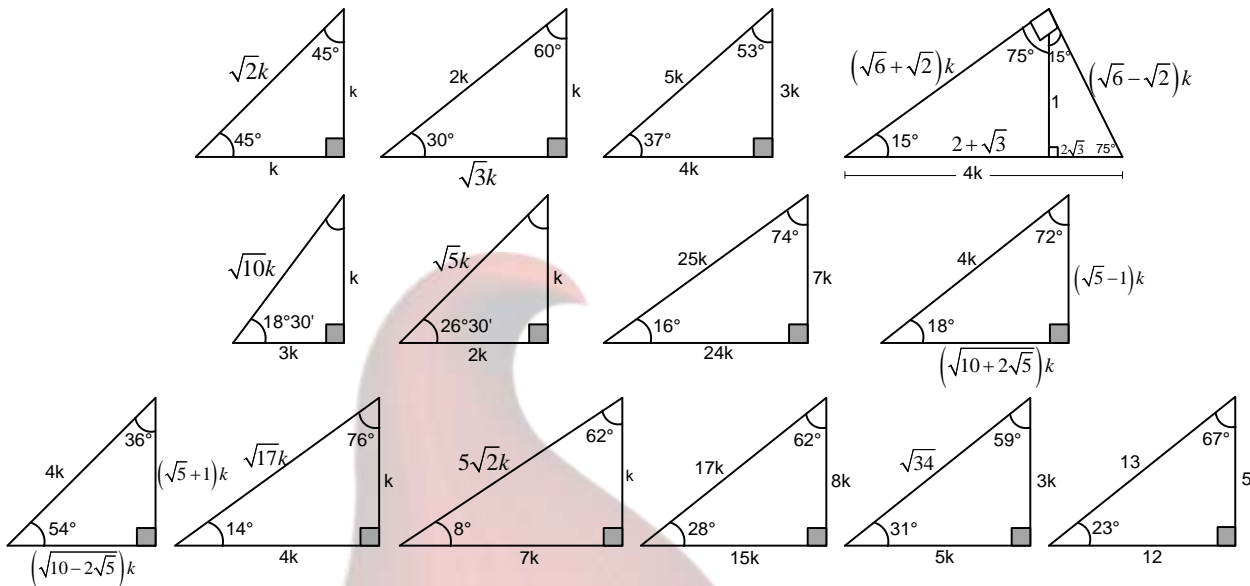 √2k 45° 45° k k
2k 60° 30° k √3k
5k 53° 37° 3k 4k
(√6+√2)k 75° 15° (√6−√2)k 1 15° 2+√3 2√3 75° 4k
√10k 18°30' k 3k
√5k 26°30' k 2k
25k 74° 16° 7k 24k
4k 72° 18° (√5−1)k (√10+2√5)k
4k 36° 54° (√5+1)k (√10−2√5)k
√17k 76° 14° k 4k
5√2k 62° 8° k 7k
17k 62° 28° 8k 15k
√34 59° 31° 3k 5k
13 67° 23° 5 12